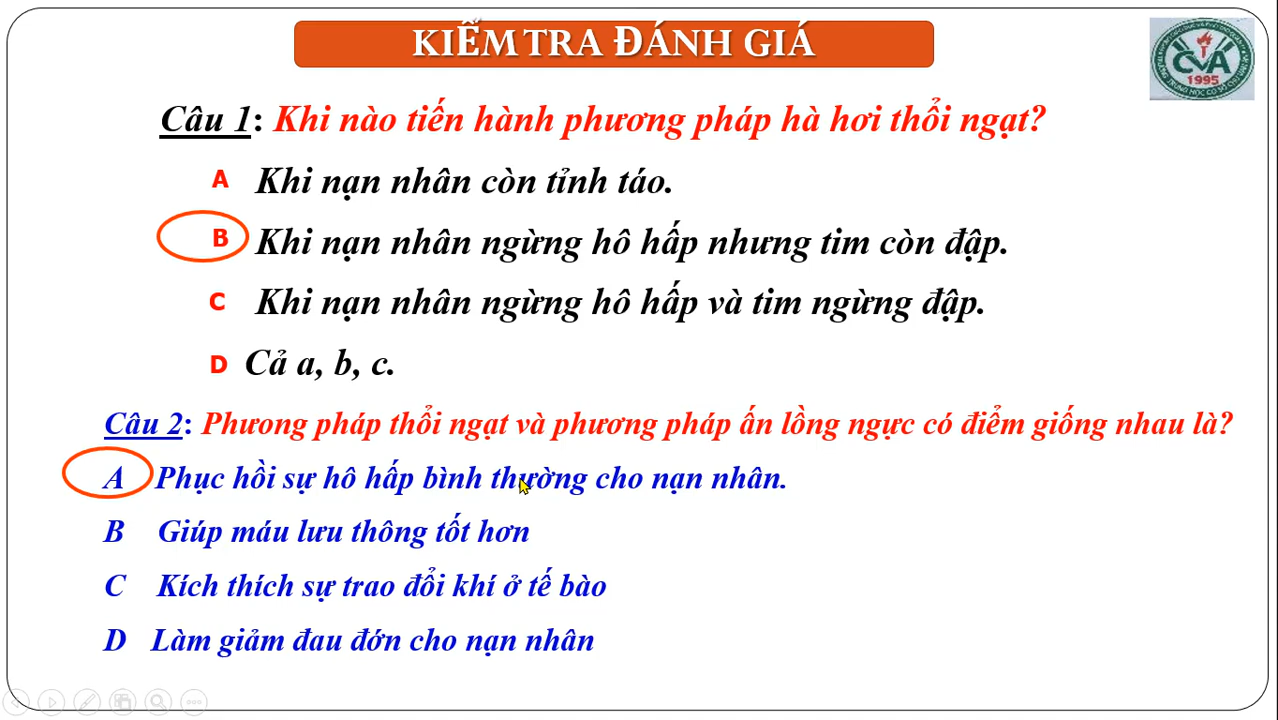 KIỂM TRA ĐÁNH GIÁ
CVA
1995
Câu 1: Khi nào tiến hành phương pháp hà hơi thổi ngạt?
A Khi nạn nhân còn tỉnh táo.
B Khi nạn nhân ngừng hô hấp nhưng tim còn đập.
C Khi nạn nhân ngừng hô hấp và tim ngừng đập.
D Cả a, b, c.
Câu 2: Phương pháp thổi ngạt và phương pháp ấn lồng ngực có điểm giống nhau là?
A Phục hồi sự hô hấp bình thường cho nạn nhân.
B Giúp máu lưu thông tốt hơn
C Kích thích sự trao đổi khí ở tế bào
D Làm giảm đau đớn cho nạn nhân